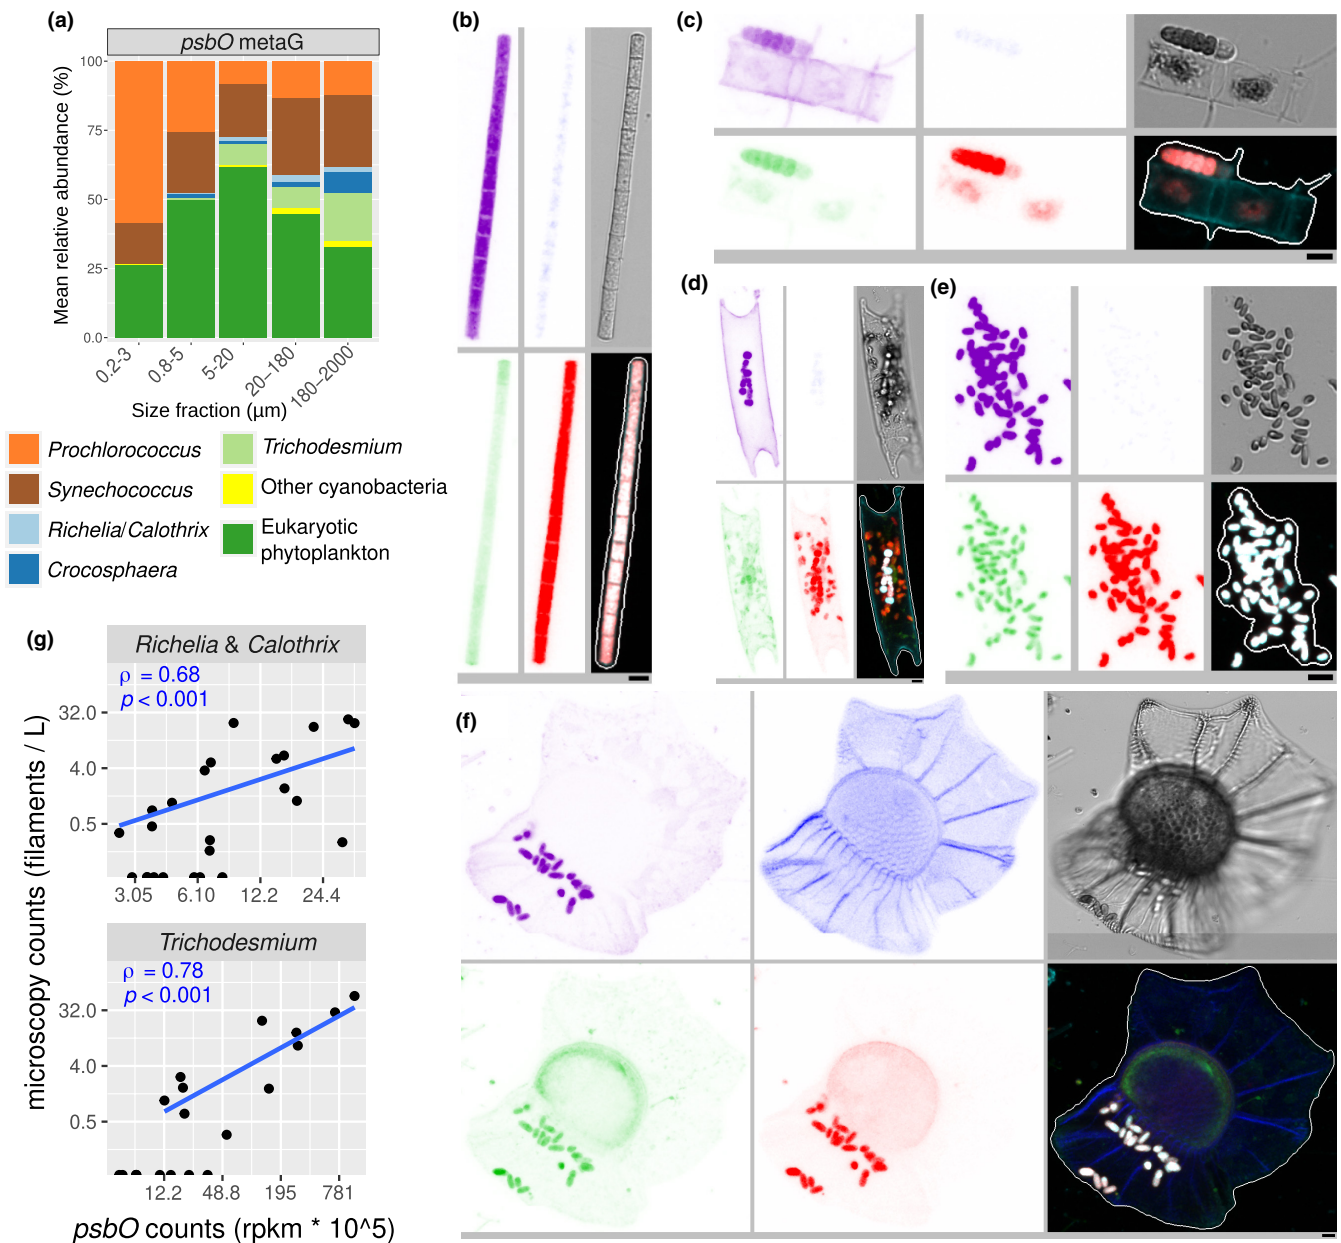 (a)
psbO metaG
Mean relative abundance (%)
100
75
50
25
0.0
0.2-3
0.8-5
5-20
20–180
180–2000
Size fraction (µm)
Prochlorococcus
Synechococcus
Richelia/Calothrix
Crocosphaera
Trichodesmium
Other cyanobacteria
Eukaryotic
phytoplankton
(b)
(c)
(d)
(e)
(f)
(g)
Richelia & Calothrix
ρ = 0.68
p < 0.001
32.0
4.0
0.5
3.05
6.10
12.2
24.4
Trichodesmium
ρ = 0.78
p < 0.001
32.0
4.0
0.5
12.2
48.8
195
781
microscopy counts (filaments / L)
psbO counts (rpkm * 10^5)